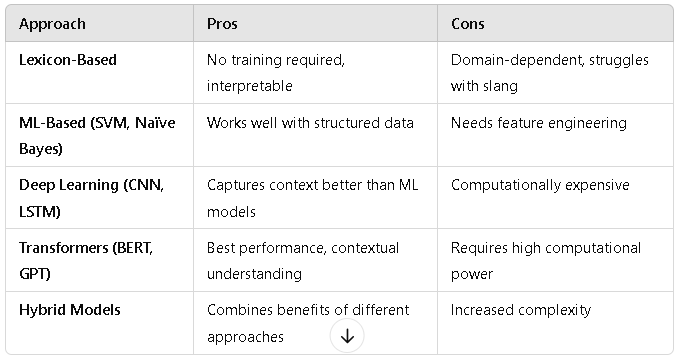 Approach Pros Cons
Lexicon-Based No training required, Domain-dependent, struggles
interpretable with slang
ML-Based (SVM, Naïve Works well with structured data Needs feature engineering
Bayes)
Deep Learning (CNN, Captures context better than ML Computationally expensive
LSTM) models
Transformers (BERT, Best performance, contextual Requires high computational
GPT) understanding power
Hybrid Models Combines benefits of different Increased complexity
approaches